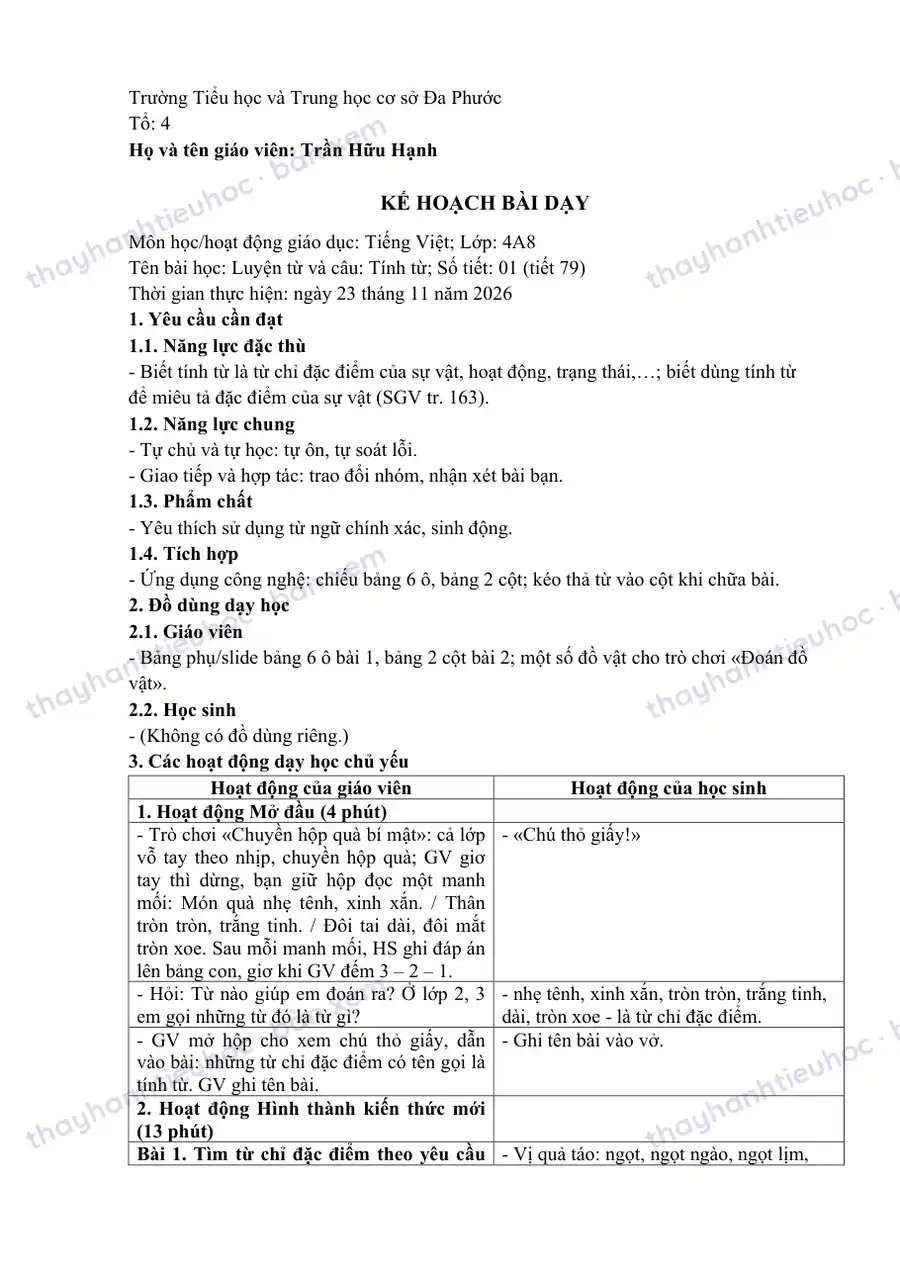 Trường Tiểu học và Trung học cơ sở Đa Phước
Tổ: 4
Họ và tên giáo viên: Trần Hữu Hạnh
KẾ HOẠCH BÀI DẠY
Môn học/hoạt động giáo dục: Tiếng Việt; Lớp: 4A8
Tên bài học: Luyện từ và câu: Tính từ; Số tiết: 01 (tiết 79)
Thời gian thực hiện: ngày 23 tháng 11 năm 2026
1. Yêu cầu cần đạt
1.1. Năng lực đặc thù
- Biết tính từ là từ chỉ đặc điểm của sự vật, hoạt động, trạng thái,…; biết dùng tính từ
để miêu tả đặc điểm của sự vật (SGV tr. 163).
1.2. Năng lực chung
- Tự chủ và tự học: tự ôn, tự soát lỗi.
- Giao tiếp và hợp tác: trao đổi nhóm, nhận xét bài bạn.
1.3. Phẩm chất
- Yêu thích sử dụng từ ngữ chính xác, sinh động.
1.4. Tích hợp
- Ứng dụng công nghệ: chiếu bảng 6 ô, bảng 2 cột; kéo thả từ vào cột khi chữa bài.
2. Đồ dùng dạy học
2.1. Giáo viên
- Bảng phụ/slide bảng 6 ô bài 1, bảng 2 cột bài 2; một số đồ vật cho trò chơi «Đoán đồ
vật».
2.2. Học sinh
- (Không có đồ dùng riêng.)
3. Các hoạt động dạy học chủ yếu
Hoạt động của giáo viên
Hoạt động của học sinh
1. Hoạt động Mở đầu (4 phút)
- Trò chơi «Chuyền hộp quà bí mật»: cả lớp
vỗ tay theo nhịp, chuyền hộp quà; GV giơ
tay thì dừng, bạn giữ hộp đọc một manh
mối: Món quà nhẹ tênh, xinh xắn. / Thân
tròn tròn, trắng tinh. / Đôi tai dài, đôi mắt
tròn xoe. Sau mỗi manh mối, HS ghi đáp án
lên bảng con, giơ khi GV đếm 3 – 2 – 1.
- «Chú thỏ giấy!»
- Hỏi: Từ nào giúp em đoán ra? Ở lớp 2, 3
em gọi những từ đó là từ gì?
- nhẹ tênh, xinh xắn, tròn tròn, trắng tinh,
dài, tròn xoe - là từ chỉ đặc điểm.
- GV mở hộp cho xem chú thỏ giấy, dẫn
vào bài: những từ chỉ đặc điểm có tên gọi là
tính từ. GV ghi tên bài.
- Ghi tên bài vào vở.
2. Hoạt động Hình thành kiến thức mới
(13 phút)
Bài 1. Tìm từ chỉ đặc điểm theo yêu cầu
- Vị quả táo: ngọt, ngọt ngào, ngọt lịm,
thayhanhtieuhoc · bản xem
thayhanhtieuhoc · b
thayhanhtieuhoc · bản xem
thayhanhtieuhoc · b
thayhanhtieuhoc · bản xem
thayhanhtieuhoc · b